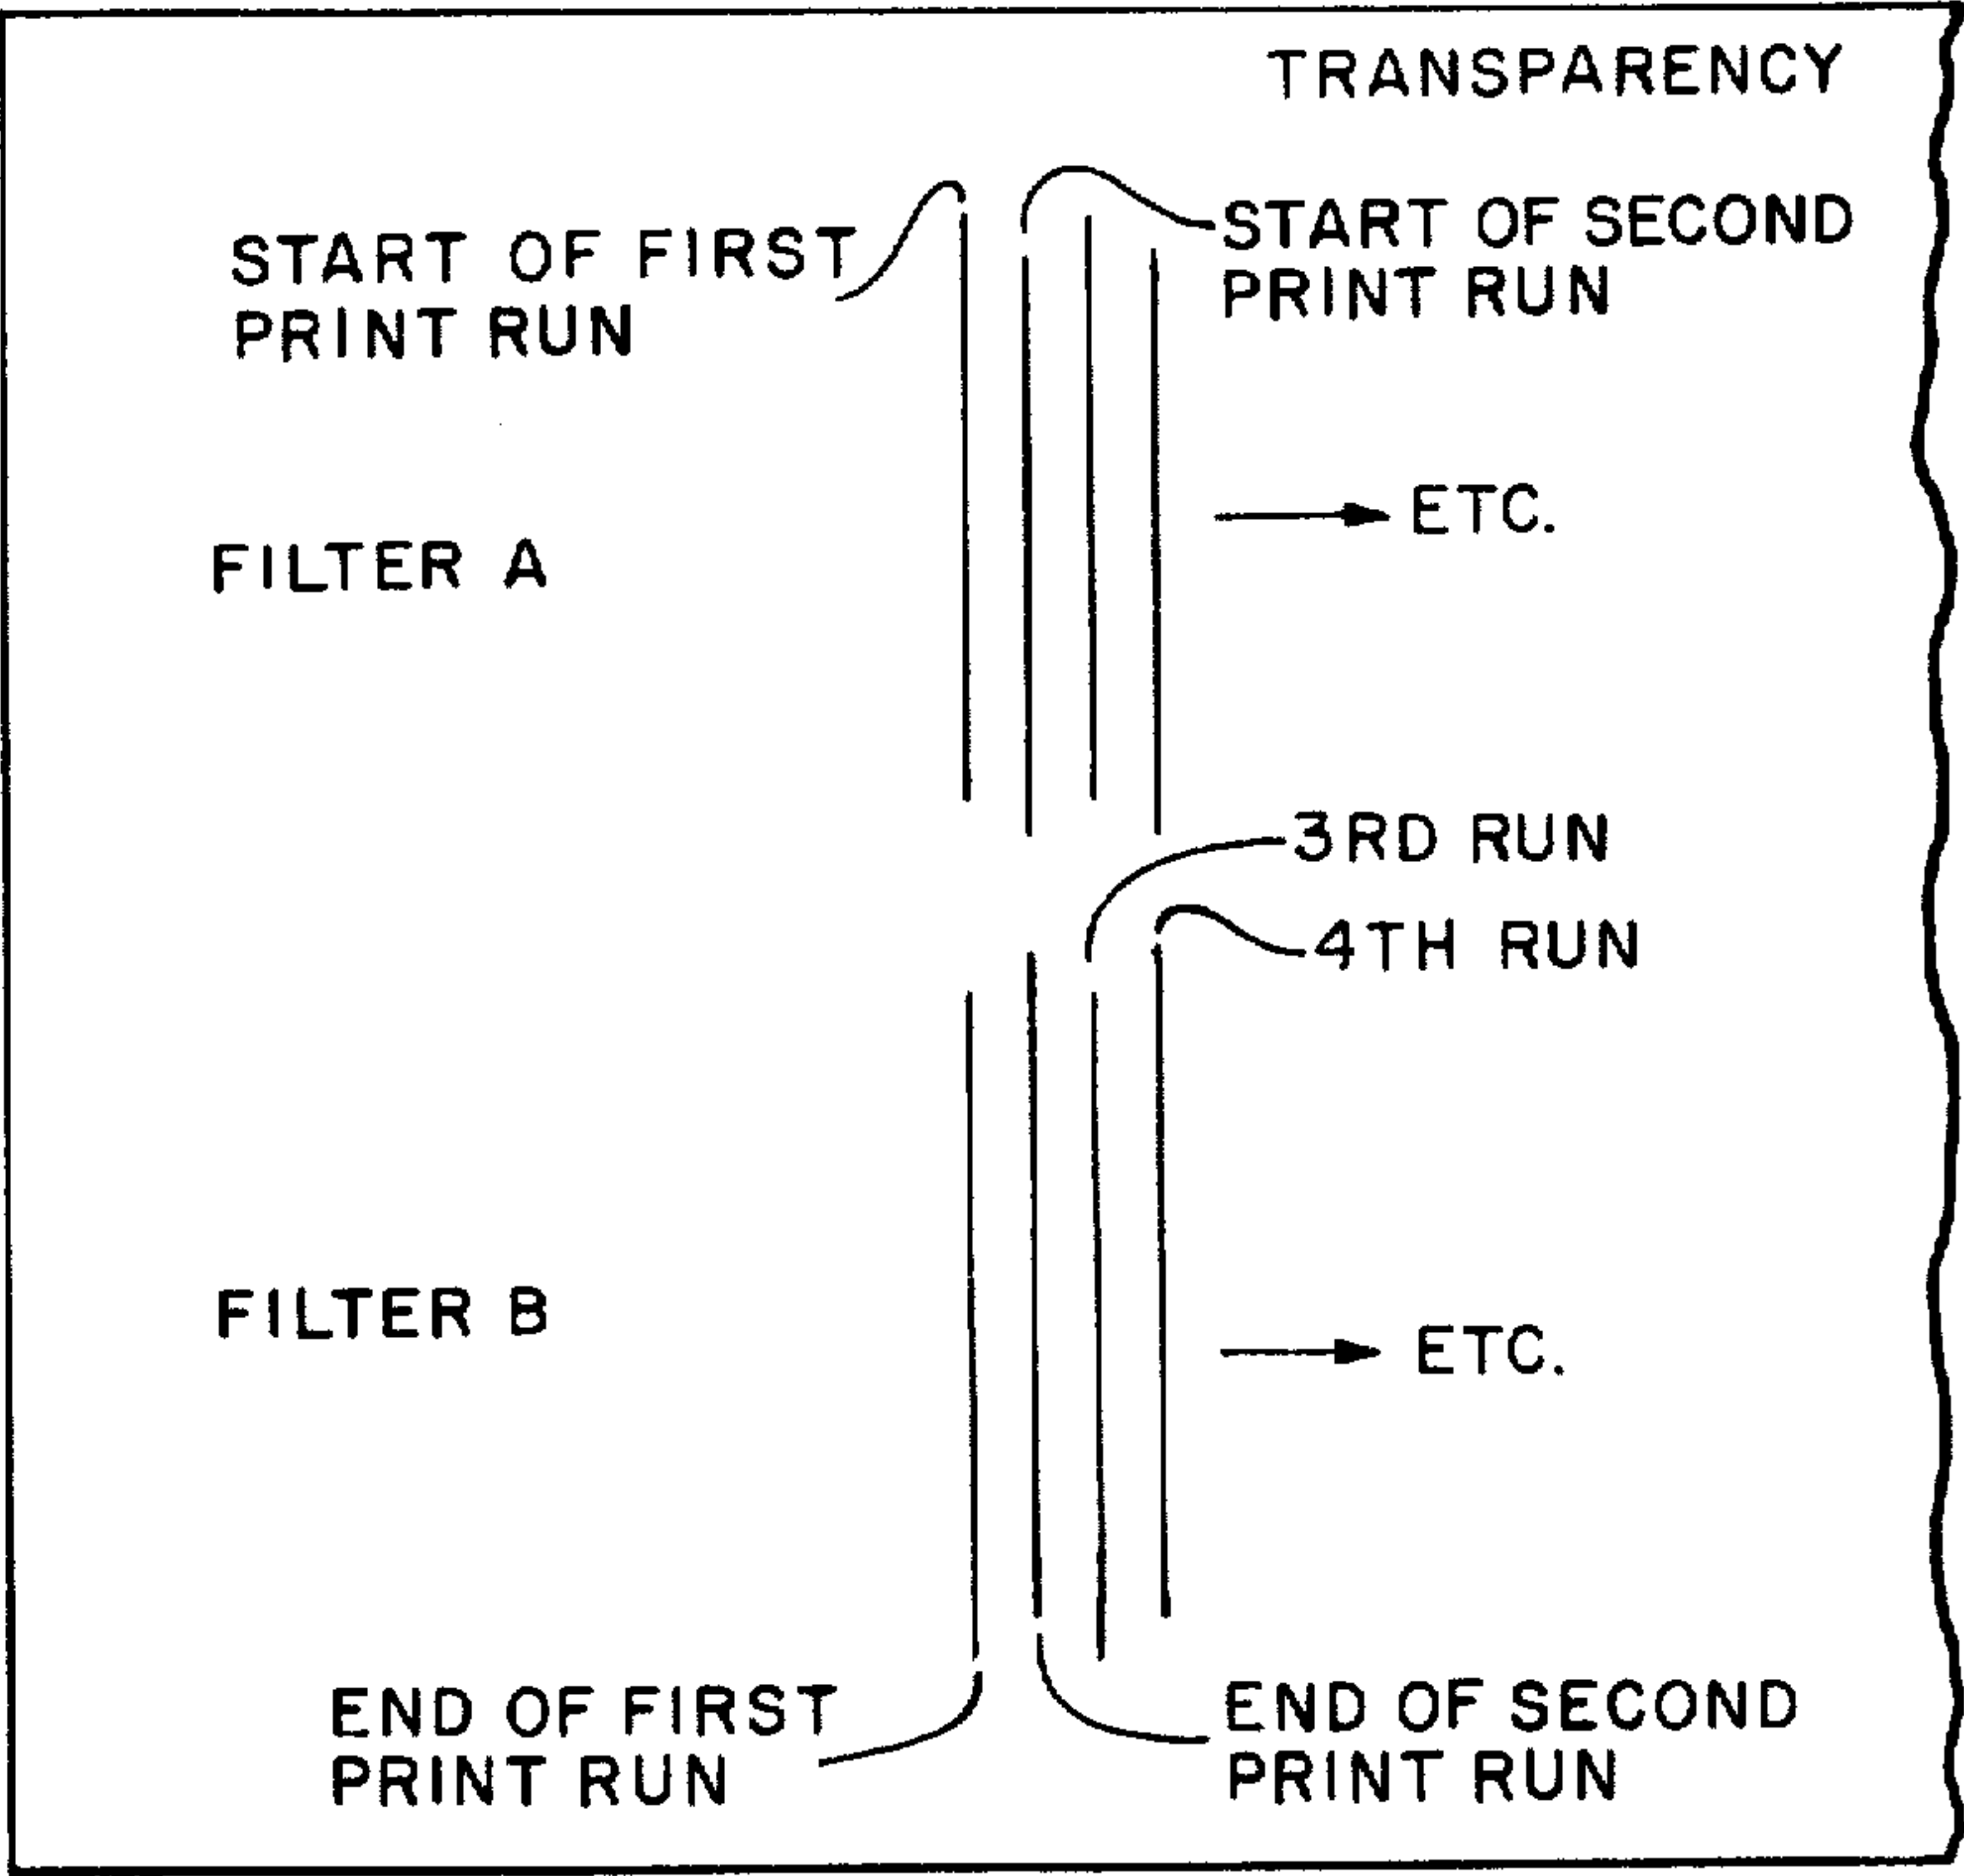 TRANSPARENCY
START OF FIRST
PRINT RUN
START OF SECOND
PRINT RUN
ETC.
FILTER A
3RD RUN
4TH RUN
FILTER B
ETC.
END OF FIRST
PRINT RUN
END OF SECOND
PRINT RUN